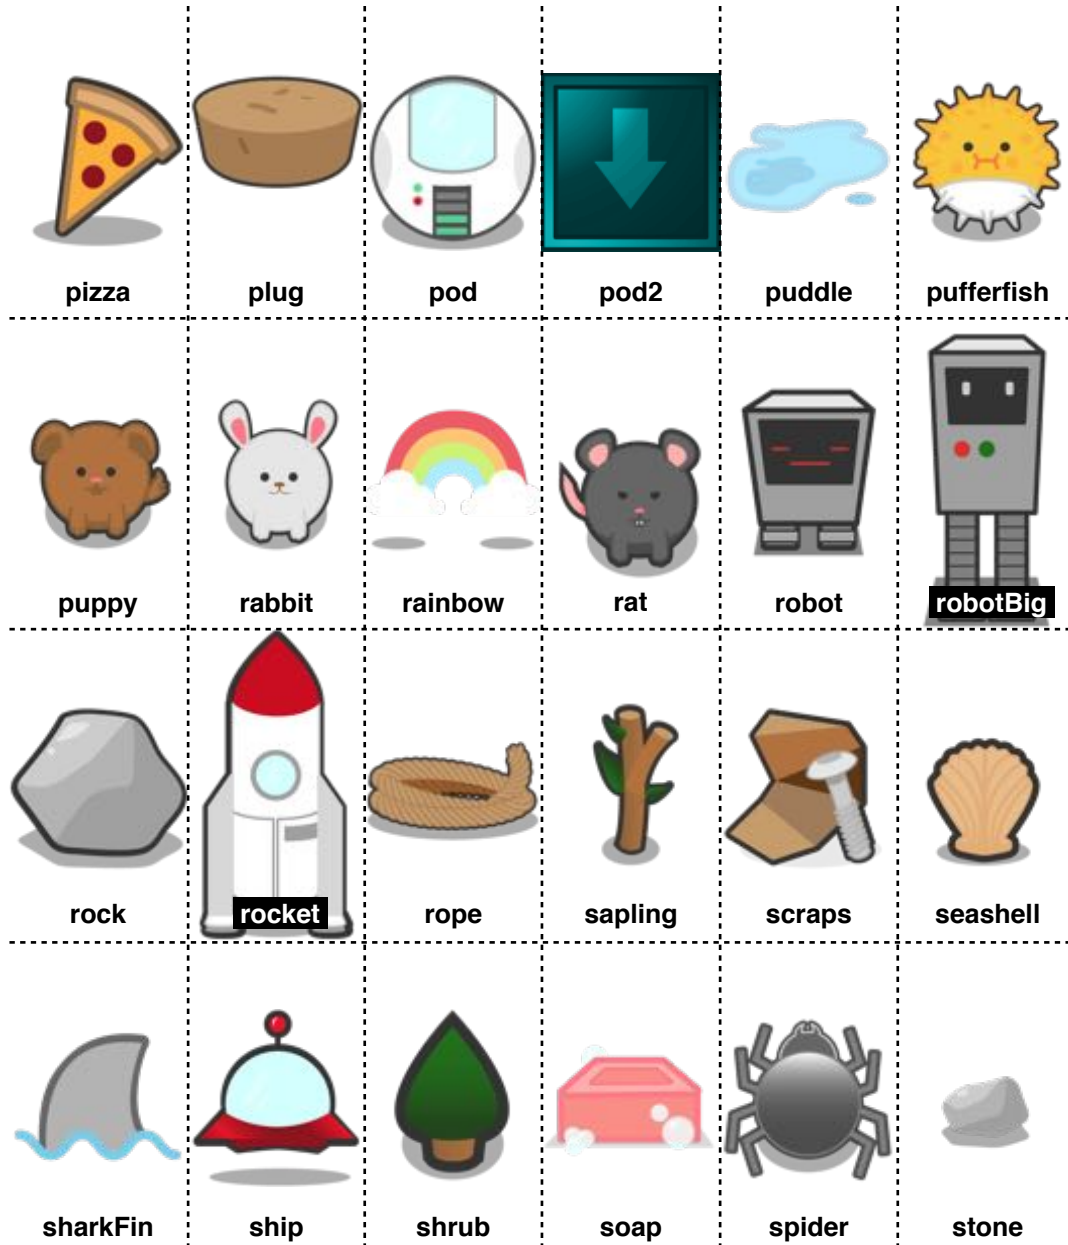 pizza plug pod pod2 puddle pufferfish
puppy rabbit rainbow rat robot robotBig
rock rocket rope sapling scraps seashell
sharkFin ship shrub soap spider stone